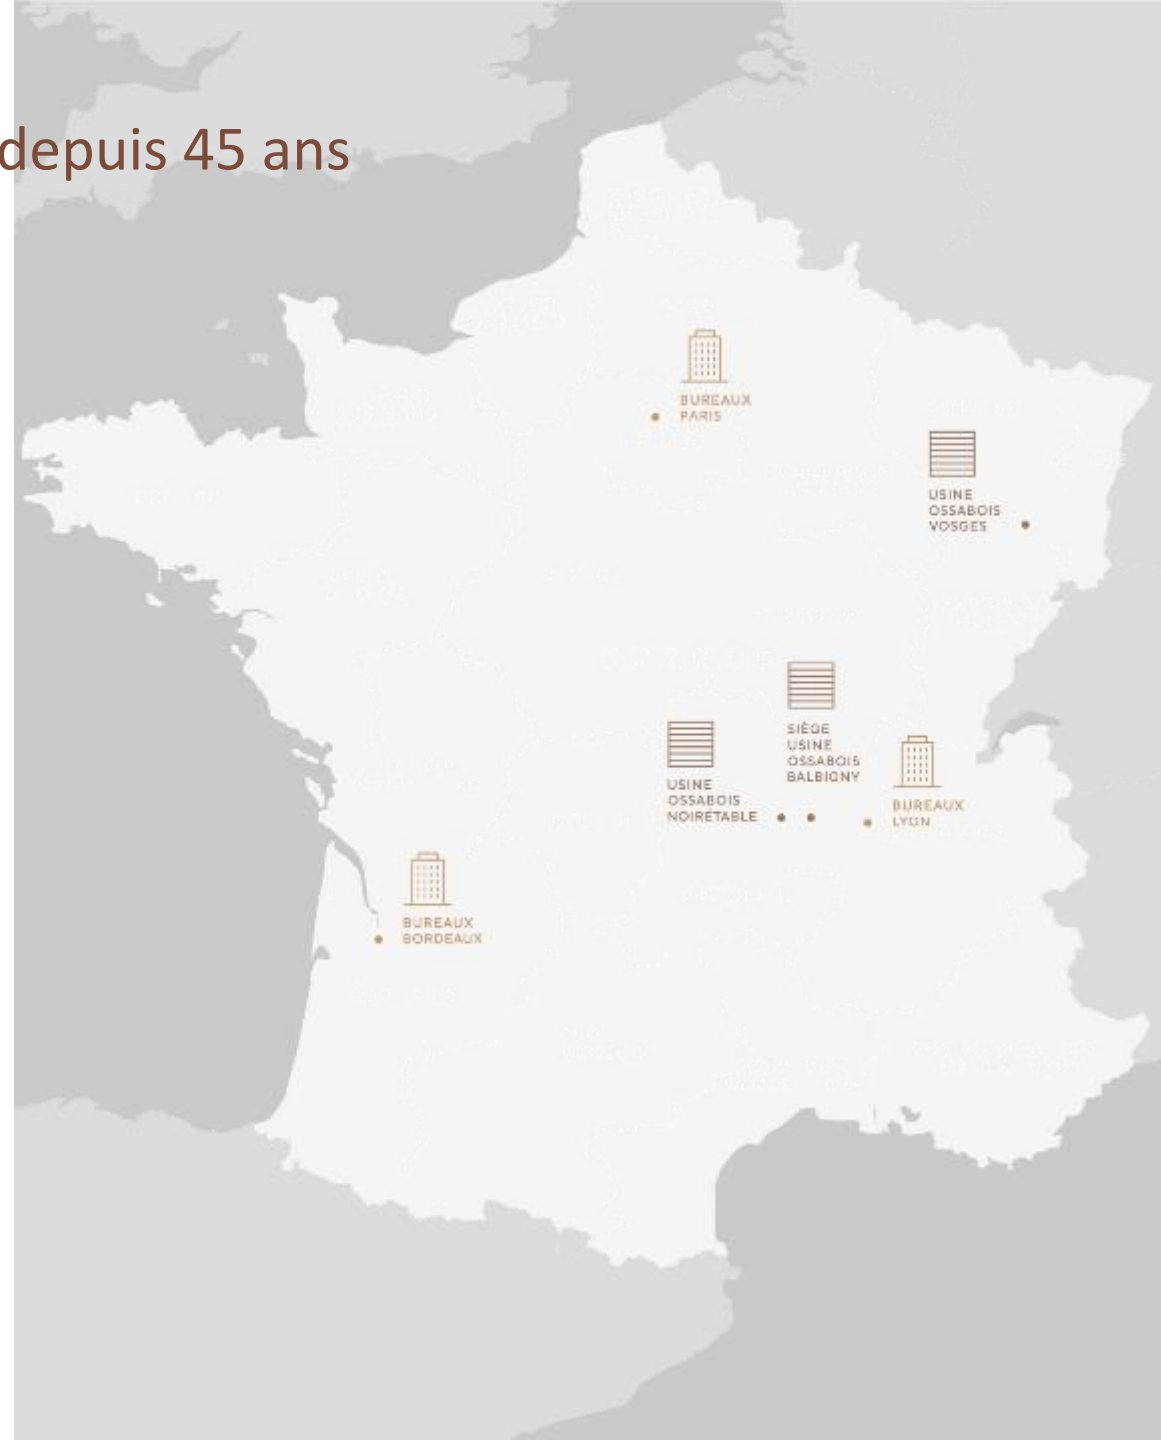 depuis 45 ans
BUREAUX
PARIS
USINE
OSSABOIS
VOSGES
SIÈGE
USINE
OSSABOIS
BALBIGNY
USINE
OSSABOIS
NOIRÉTABLE
BUREAUX
LYON
BUREAUX
BORDEAUX